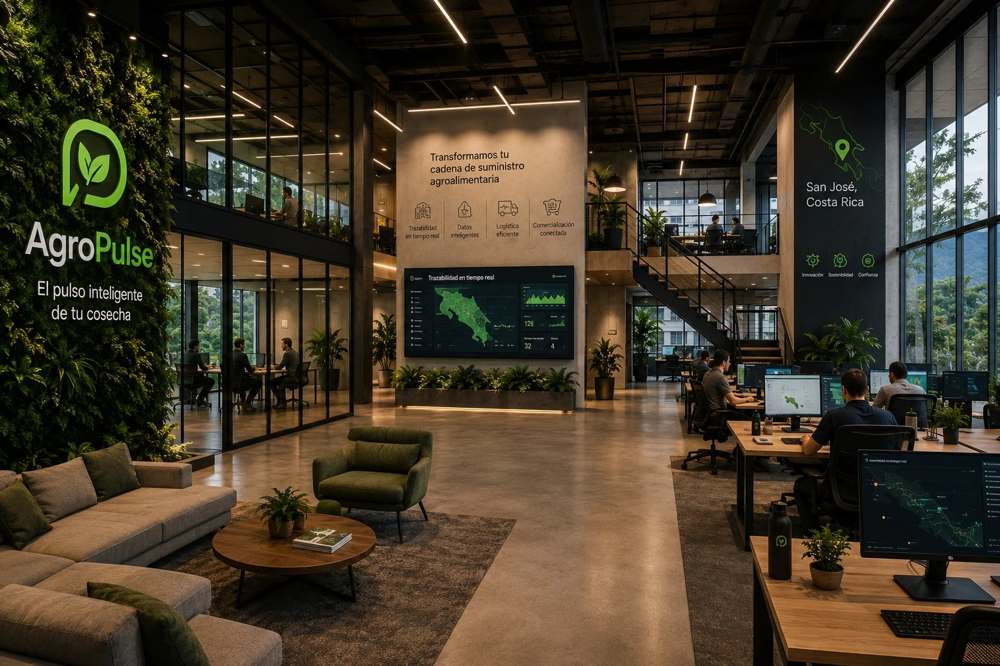 AgroPulse
El pulso inteligente
de tu cosecha
Transformamos tu
cadena de suministro
agroalimentaria
Trazabilidad
en tiempo real
Datos
inteligentes
Logística
eficiente
Comercialización
conectada
Trazabilidad en tiempo real
128
32
4
San José,
Costa Rica
Innovación
Sostenibilidad
Confianza